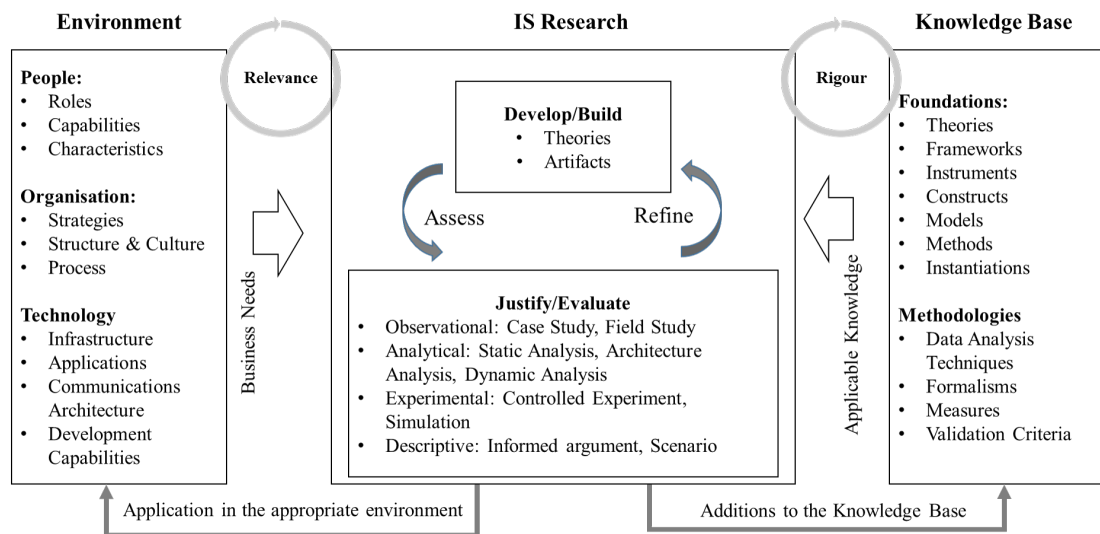 Environment
People:
• Roles
• Capabilities
• Characteristics
Organisation:
• Strategies
• Structure & Culture
• Process
Technology
• Infrastructure
• Applications
• Communications
Architecture
• Development
Capabilities
Relevance
Business Needs
IS Research
Develop/Build
• Theories
• Artifacts
Assess
Refine
Justify/Evaluate
• Observational: Case Study, Field Study
• Analytical: Static Analysis, Architecture
Analysis, Dynamic Analysis
• Experimental: Controlled Experiment,
Simulation
• Descriptive: Informed argument, Scenario
Rigour
Applicable Knowledge
Knowledge Base
Foundations:
• Theories
• Frameworks
• Instruments
• Constructs
• Models
• Methods
• Instantiations
Methodologies
• Data Analysis
Techniques
• Formalisms
• Measures
• Validation Criteria
Application in the appropriate environment
Additions to the Knowledge Base